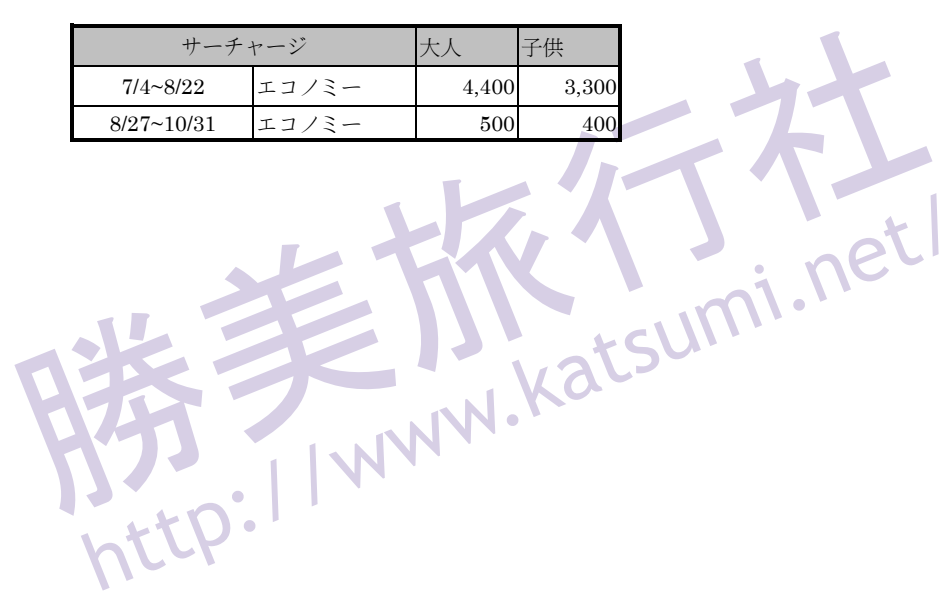 サーチャージ 大人 子供
7/4~8/22 エコノミー 4,400 3,300
8/27~10/31 エコノミー 500 400
勝美旅行社
http://www.katsumi.net/